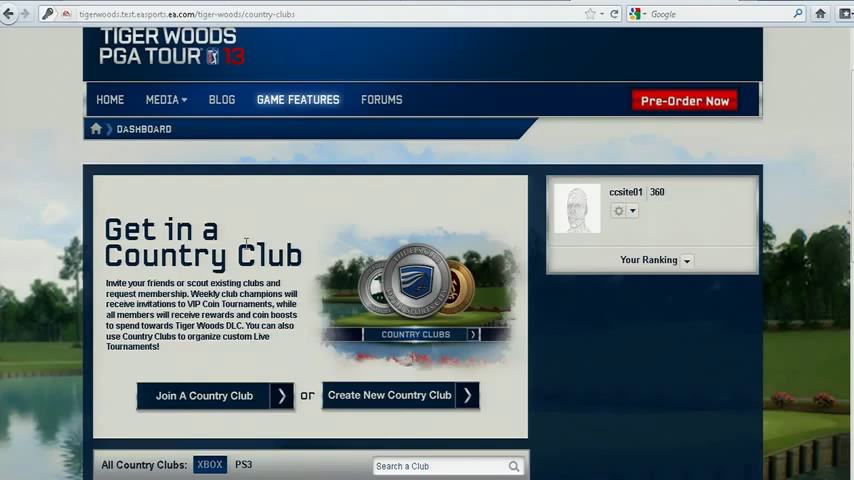 tigerwoods.test.easports.ea.com/tiger-woods/country-clubs
Google
TIGER WOODS
PGA TOUR 13
HOME
MEDIA
BLOG
GAME FEATURES
FORUMS
Pre-Order Now
DASHBOARD
ccsite01 | 360
Your Ranking
Get in a
Country Club
Invite your friends or scout existing clubs and
request membership. Weekly club champions will
receive invitations to VIP Coin Tournaments, while
all members will receive rewards and coin boosts
to spend towards Tiger Woods DLC. You can also
use Country Clubs to organize custom Live
Tournaments!
COUNTRY CLUBS
Join A Country Club
or
Create New Country Club
All Country Clubs:
XBOX
PS3
Search a Club